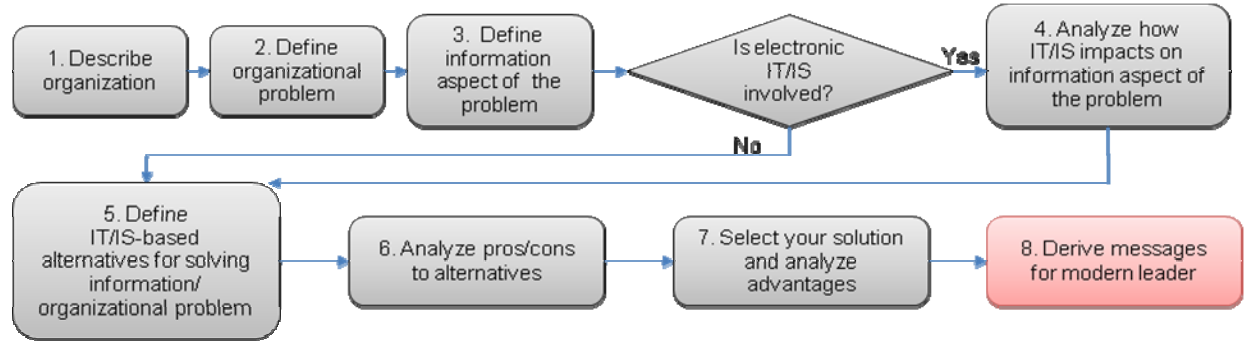 1. Describe
organization
2. Define
organizational
problem
3. Define
information
aspect of the
problem
Is electronic
IT/IS
involved?
Yes
4. Analyze how
IT/IS impacts on
information aspect of
the problem
No
5. Define
IT/IS-based
alternatives for solving
information/
organizational problem
6. Analyze pros/cons
to alternatives
7. Select your solution
and analyze
advantages
8. Derive messages
for modern leader